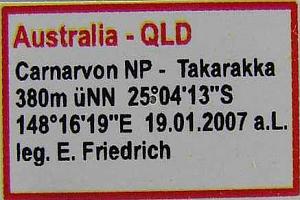 Australia - QLD
Carnarvon NP - Takarakka
380m üNN 25°04'13"S
148°16'19"E 19.01.2007 a.L.
leg. E. Friedrich